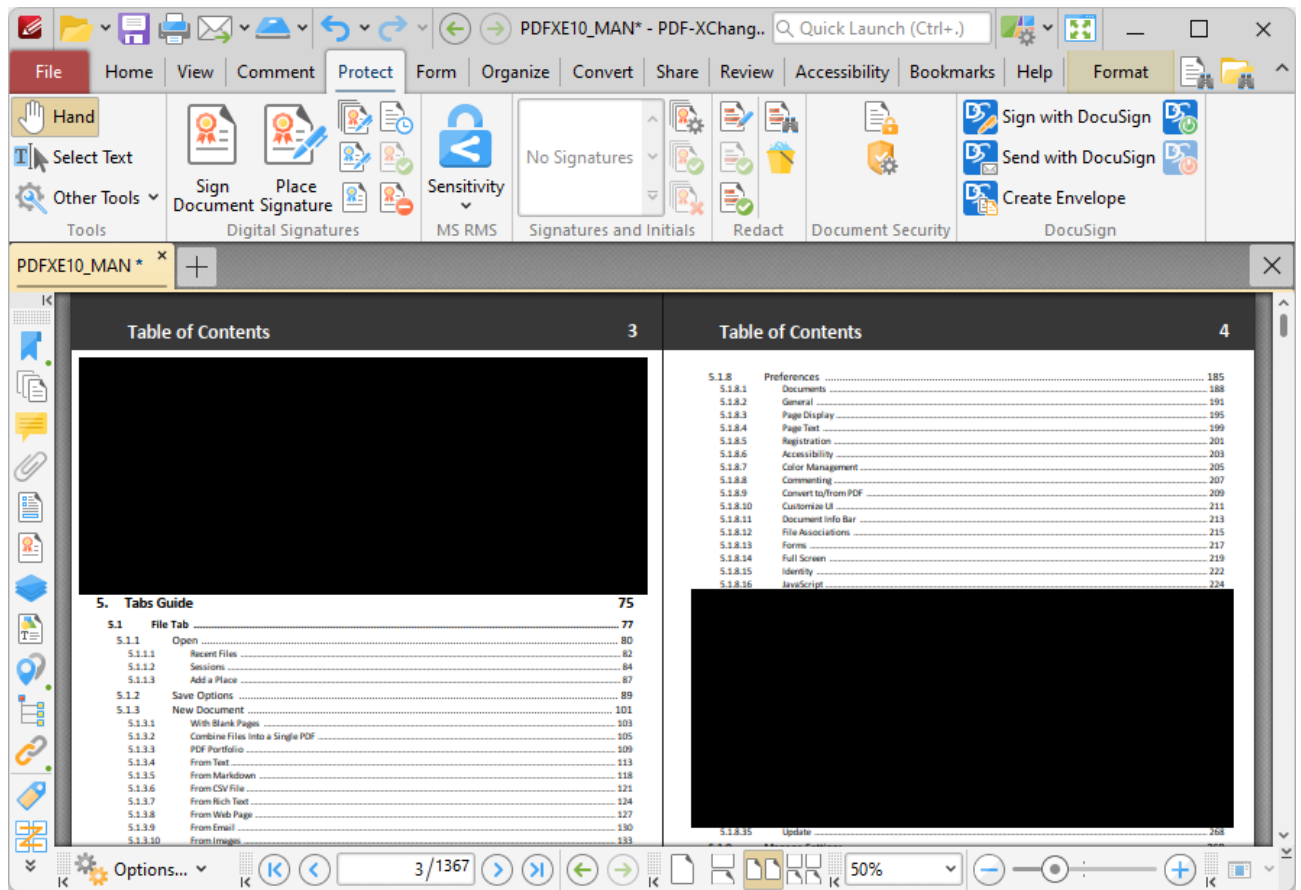 PDFXE10_MAN* - PDF-XChang..
Quick Launch (Ctrl+.)
File Home View Comment Protect Form Organize Convert Share Review Accessibility Bookmarks Help Format
Hand
Select Text
Other Tools
Tools
Sign Document
Place Signature
Digital Signatures
Sensitivity
MS RMS
No Signatures
Signatures and Initials
Redact
Document Security
Sign with DocuSign
Send with DocuSign
Create Envelope
DocuSign
PDFXE10_MAN *
Table of Contents 3
5. Tabs Guide 75
5.1 File Tab 77
5.1.1 Open 80
5.1.1.1 Recent Files 82
5.1.1.2 Sessions 84
5.1.1.3 Add a Place 87
5.1.2 Save Options 89
5.1.3 New Document 101
5.1.3.1 With Blank Pages 103
5.1.3.2 Combine Files Into a Single PDF 105
5.1.3.3 PDF Portfolio 109
5.1.3.4 From Text 113
5.1.3.5 From Markdown 118
5.1.3.6 From CSV File 121
5.1.3.7 From Rich Text 124
5.1.3.8 From Web Page 127
5.1.3.9 From Email 130
5.1.3.10 From Images 133
Table of Contents 4
5.1.8 Preferences 185
5.1.8.1 Documents 188
5.1.8.2 General 191
5.1.8.3 Page Display 195
5.1.8.4 Page Text 199
5.1.8.5 Registration 201
5.1.8.6 Accessibility 203
5.1.8.7 Color Management 205
5.1.8.8 Commenting 207
5.1.8.9 Convert to/from PDF 209
5.1.8.10 Customize UI 211
5.1.8.11 Document Info Bar 213
5.1.8.12 File Associations 215
5.1.8.13 Forms 217
5.1.8.14 Full Screen 219
5.1.8.15 Identity 222
5.1.8.16 JavaScript 224
5.1.8.35 Update 268
Options...
3/1367
50%